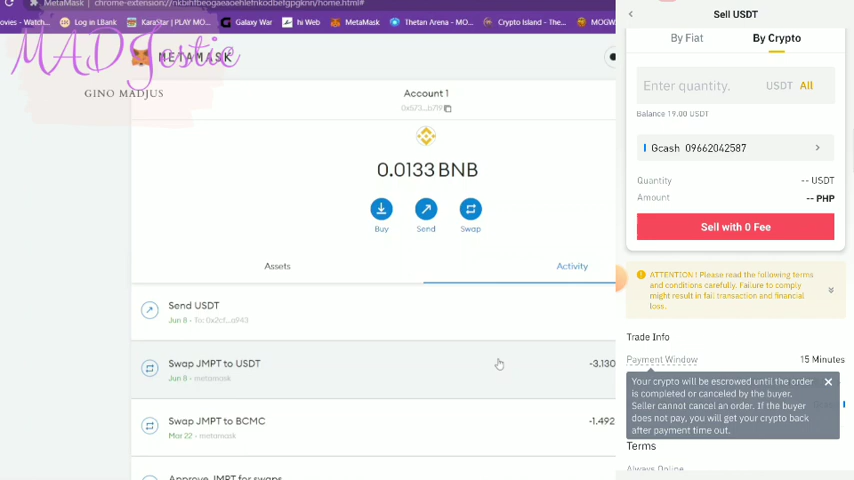 MetaMask | chrome-extension://nkbihfbeogaeaoehlefnkodbefgpgknn/home.html#
ovies - Watch...
Log in LBank
KaraStar | PLAY MO...
Galaxy War
hi Web
MetaMask
Thetan Arena - MO...
Crypto Island - The...
MOGW
MADJestic
METAMASK
GINO MADJUS
Account 1
0x573...b719
0.0133 BNB
Buy
Send
Swap
Assets
Activity
Send USDT
Jun 8 · To: 0x2cf...a943
Swap JMPT to USDT
-3.130
Jun 8 · metamask
Swap JMPT to BCMC
-1.492
Mar 22 · metamask
Approve JMPT for swaps
Sell USDT
By Fiat
By Crypto
Enter quantity.
USDT All
Balance 19.00 USDT
Gcash 09662042587
Quantity
-- USDT
Amount
-- PHP
Sell with 0 Fee
ATTENTION! Please read the following terms
and conditions carefully. Failure to comply
might result in fail transaction and financial
loss.
Trade Info
Payment Window
15 Minutes
Your crypto will be escrowed until the order
is completed or canceled by the buyer.
Seller cannot cancel an order. If the buyer
does not pay, you will get your crypto back
after payment time out.
Terms
Always Online